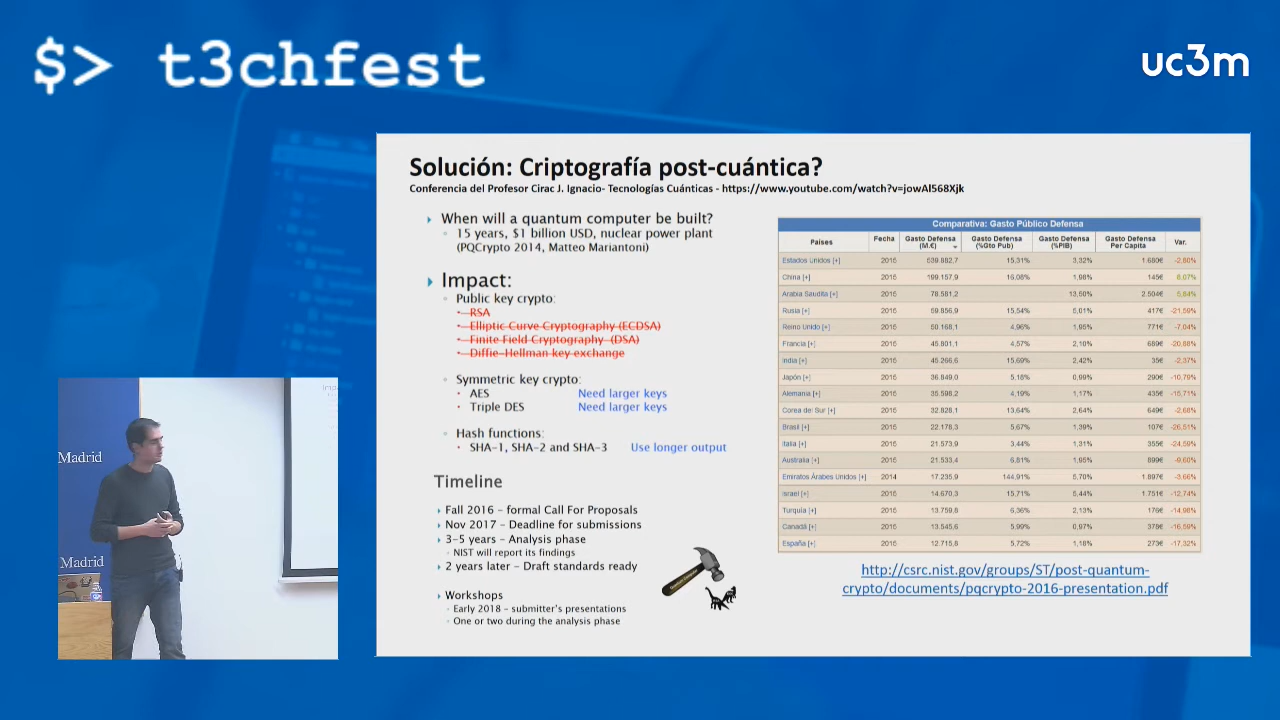 $> t3chfest
uc3m
Solución: Criptografía post-cuántica?
Conferencia del Profesor Cirac J. Ignacio- Tecnologías Cuánticas - https://www.youtube.com/watch?v=jowAl568Xjk
When will a quantum computer be built?
15 years, $1 billion USD, nuclear power plant
(PQCrypto 2014, Matteo Mariantoni)
Impact:
Public key crypto:
RSA
Elliptic Curve Cryptography (ECDSA)
Finite Field Cryptography (DSA)
Diffie-Hellman key exchange
Symmetric key crypto:
AES Need larger keys
Triple DES Need larger keys
Hash functions:
SHA-1, SHA-2 and SHA-3 Use longer output
Timeline
Fall 2016 – formal Call For Proposals
Nov 2017 – Deadline for submissions
3-5 years – Analysis phase
NIST will report its findings
2 years later – Draft standards ready
Workshops
Early 2018 – submitter's presentations
One or two during the analysis phase
Comparativa: Gasto Público Defensa
Países Fecha Gasto Defensa (M.€) Gasto Defensa (%Gto Pub) Gasto Defensa (%PIB) Gasto Defensa Per Capita Var.
Estados Unidos [+] 2016 15,31% 3,32% 1.680€ -2,80%
China [+] 2016 199.157,9 16,08% 1,98% 145€ 6,07%
Arabia Saudita [+] 2016 78.581,2 13,50% 2.504€ 5,84%
Rusia [+] 2016 59.856,9 15,54% 5,01% 417€ -21,59%
Reino Unido [+] 2016 50.168,1 4,96% 1,95% 771€ -7,04%
Francia [+] 2016 45.801,1 4,57% 2,10% -20,88%
India [+] 2016 45.266,6 15,69% 2,42% 35€ -2,37%
Japón [+] 2016 36.849,0 5,18% 0,99% 290€ -10,79%
Alemania [+] 2016 35.598,2 4,19% 1,17% 435€ -15,71%
Corea del Sur [+] 2016 32.828,1 13,64% 2,64% 649€ -2,68%
Brasil [+] 2016 22.178,3 5,67% 1,39% 107€ -26,51%
Italia [+] 2016 21.573,9 3,44% 1,31% 355€ -24,59%
Australia [+] 2016 21.533,4 6,81% 1,95% 899€ -9,60%
Emiratos Árabes Unidos [+] 2014 17.235,9 144,91% 5,70% 1.897€ -3,66%
Israel [+] 2016 14.670,3 15,71% 5,44% 1.751€ -12,74%
Turquía [+] 2016 13.759,8 6,36% 2,13% 176€ -14,98%
Canadá [+] 2016 13.545,6 5,99% 0,97% 378€ -16,59%
España [+] 2016 12.715,8 5,72% 1,18% 273€ -17,32%
http://csrc.nist.gov/groups/ST/post-quantum-
crypto/documents/pqcrypto-2016-presentation.pdf
Madrid
Madrid